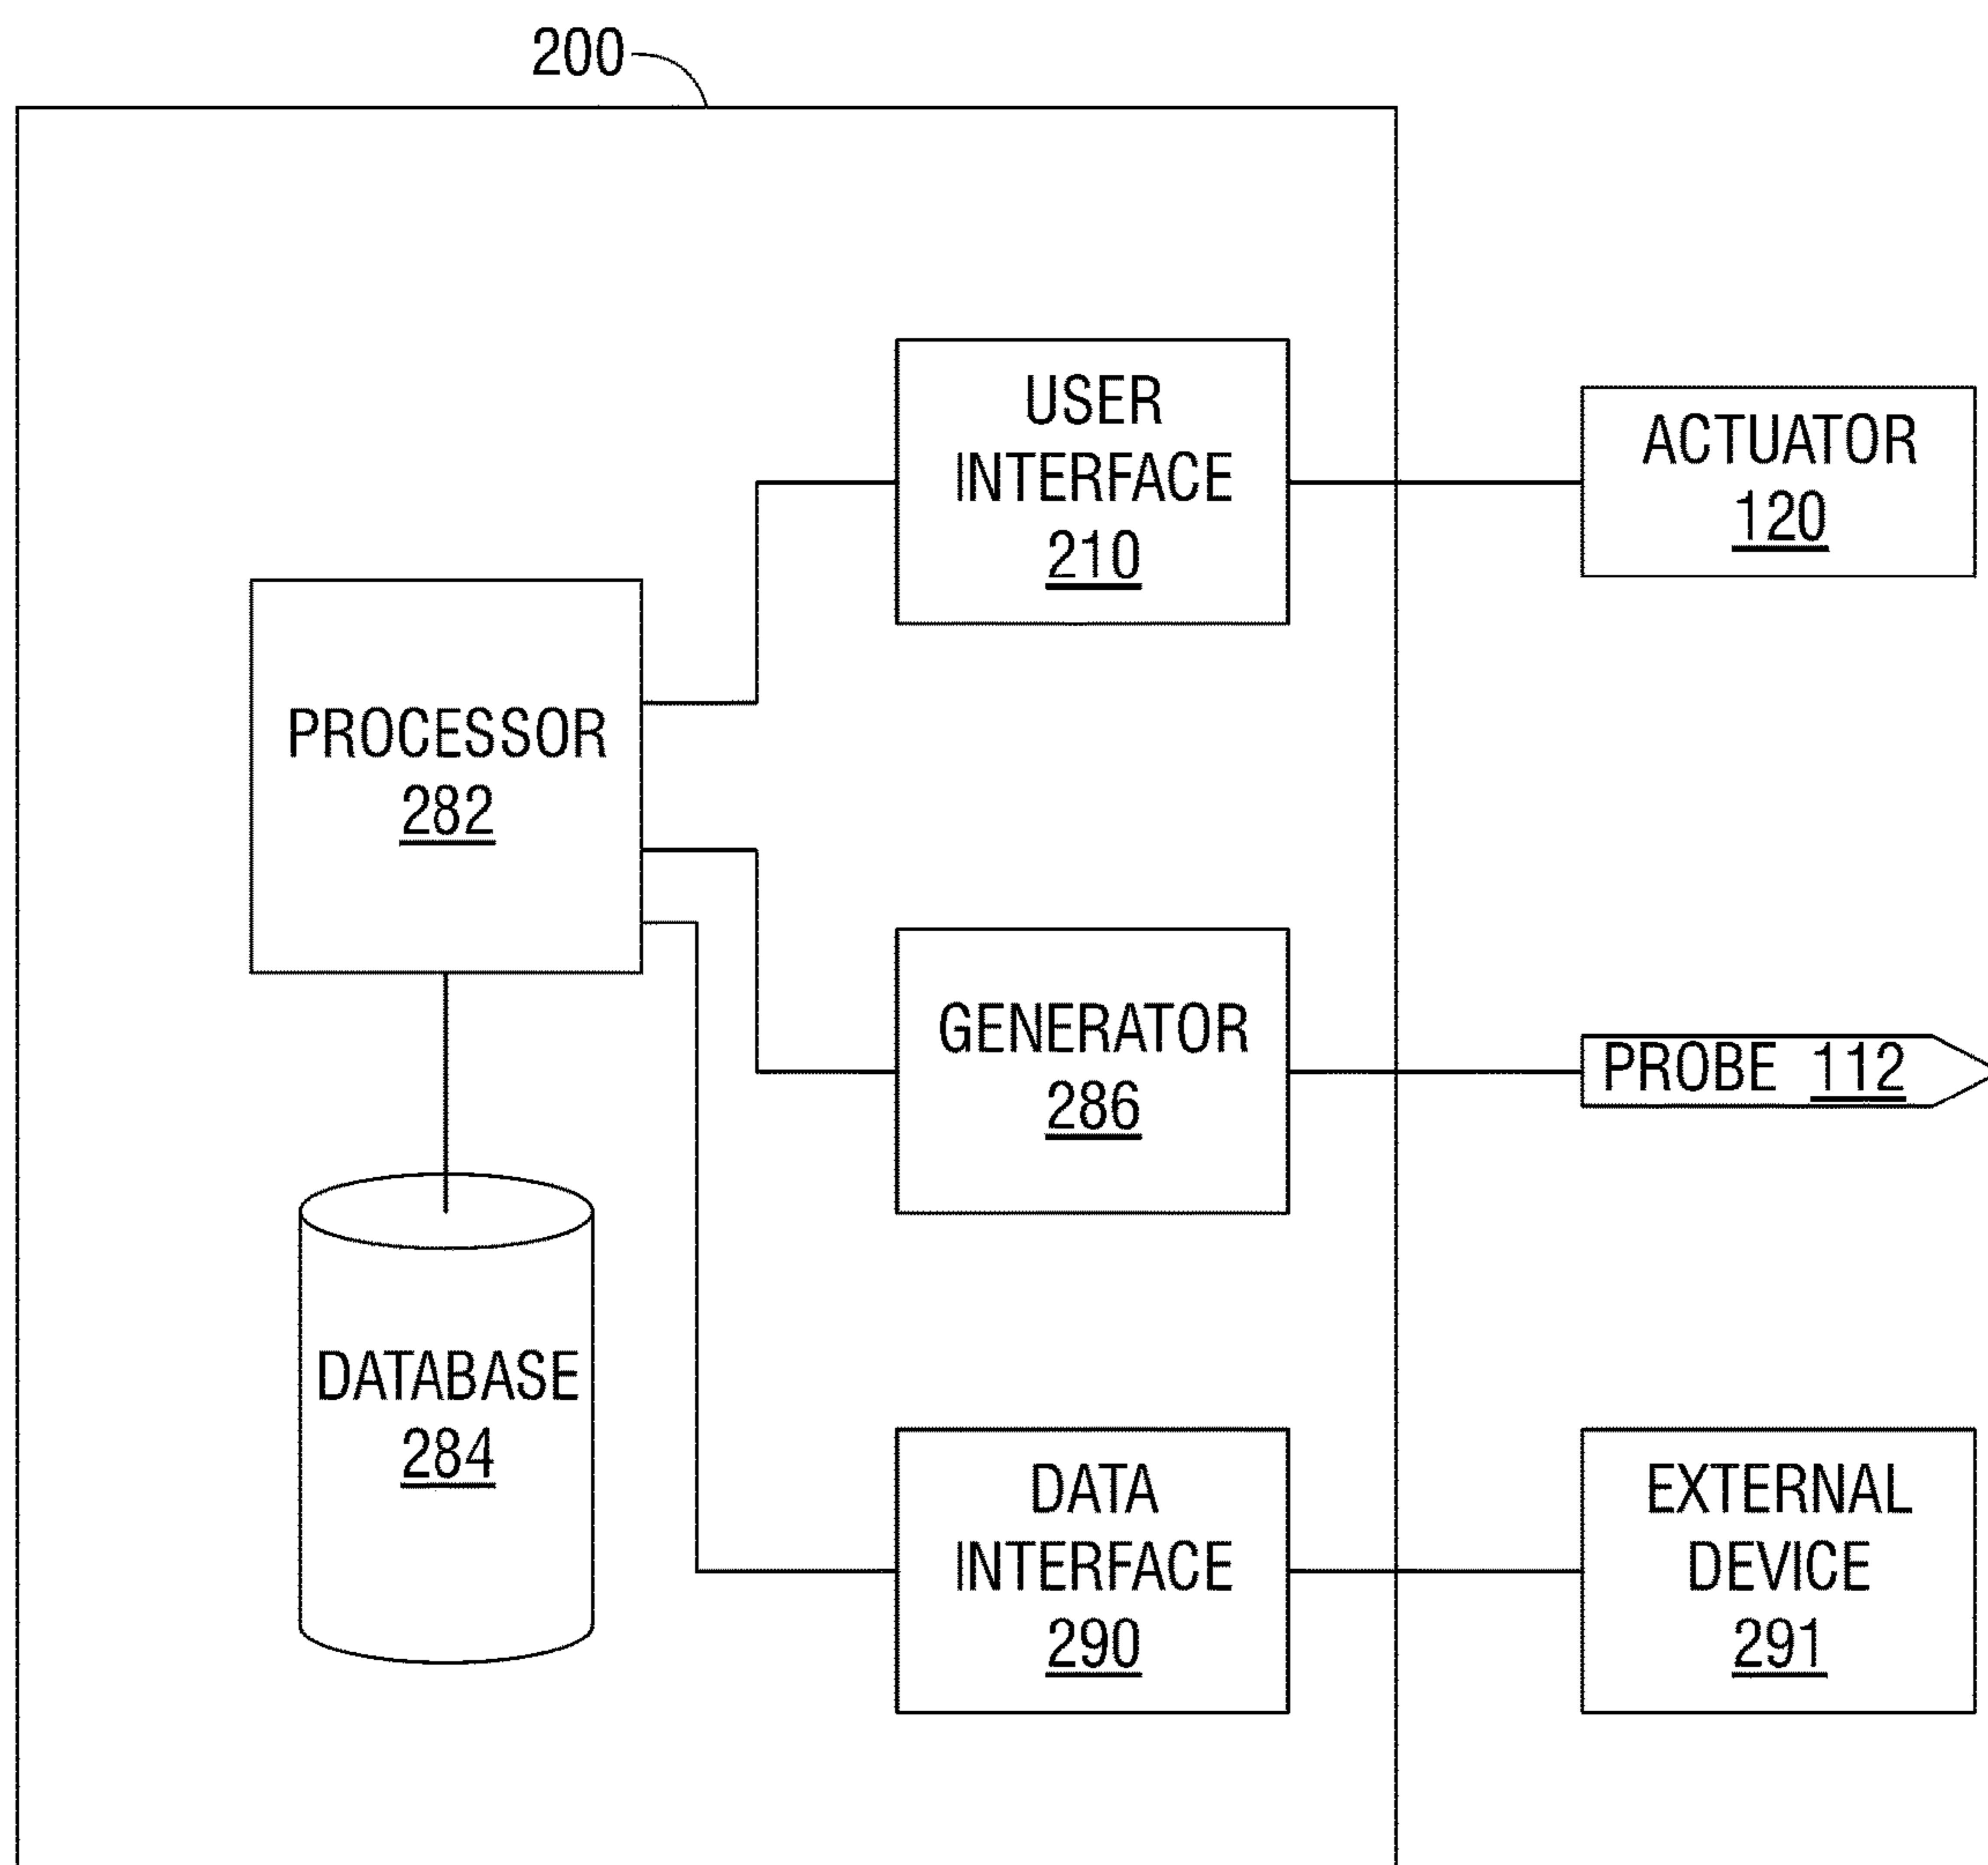 200
USER
INTERFACE
210
ACTUATOR
120
PROCESSOR
282
GENERATOR
286
PROBE 112
DATABASE
284
DATA
INTERFACE
290
EXTERNAL
DEVICE
291